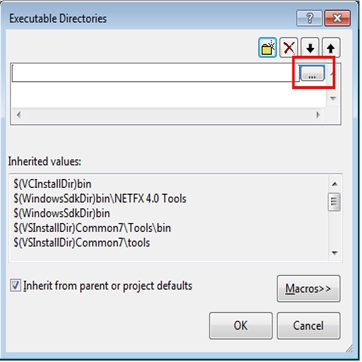 Executable Directories
...
Inherited values:
$(VCInstallDir)bin
$(WindowsSdkDir)bin\NETFX 4.0 Tools
$(WindowsSdkDir)bin
$(VSInstallDir)Common7\Tools\bin
$(VSInstallDir)Common7\tools
Inherit from parent or project defaults
Macros>>
OK Cancel